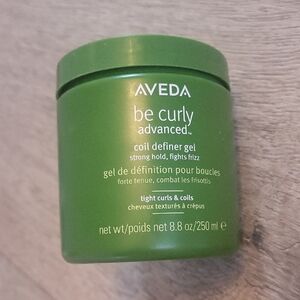 AVEDA
be curly
advanced™
coil definer gel
strong hold, fights frizz
gel de définition pour boucles
forte tenue, combat les frisottis
tight curls & coils
cheveux texturés à crépus
net wt/poids net 8.8 oz/250 ml e